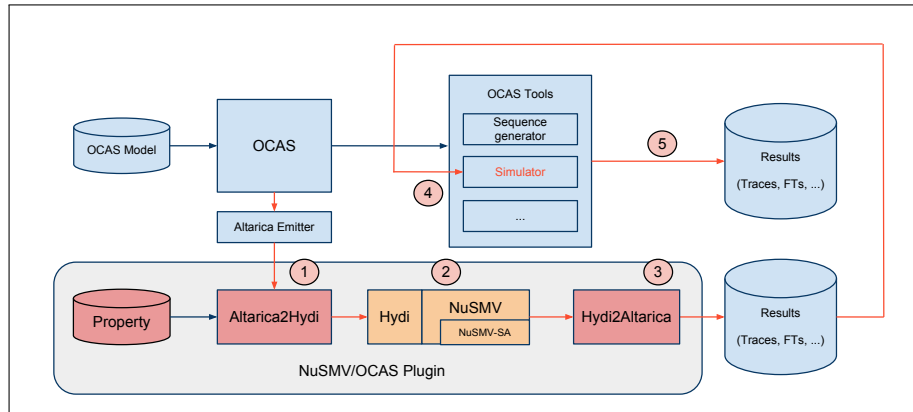 OCAS Model
OCAS
OCAS Tools
Sequence
generator
Simulator
...
4
5
Results
(Traces, FTs, ...)
Altarica Emitter
1
2
3
Property
Altarica2Hydi
Hydi
NuSMV
NuSMV-SA
Hydi2Altarica
Results
(Traces, FTs, ...)
NuSMV/OCAS Plugin